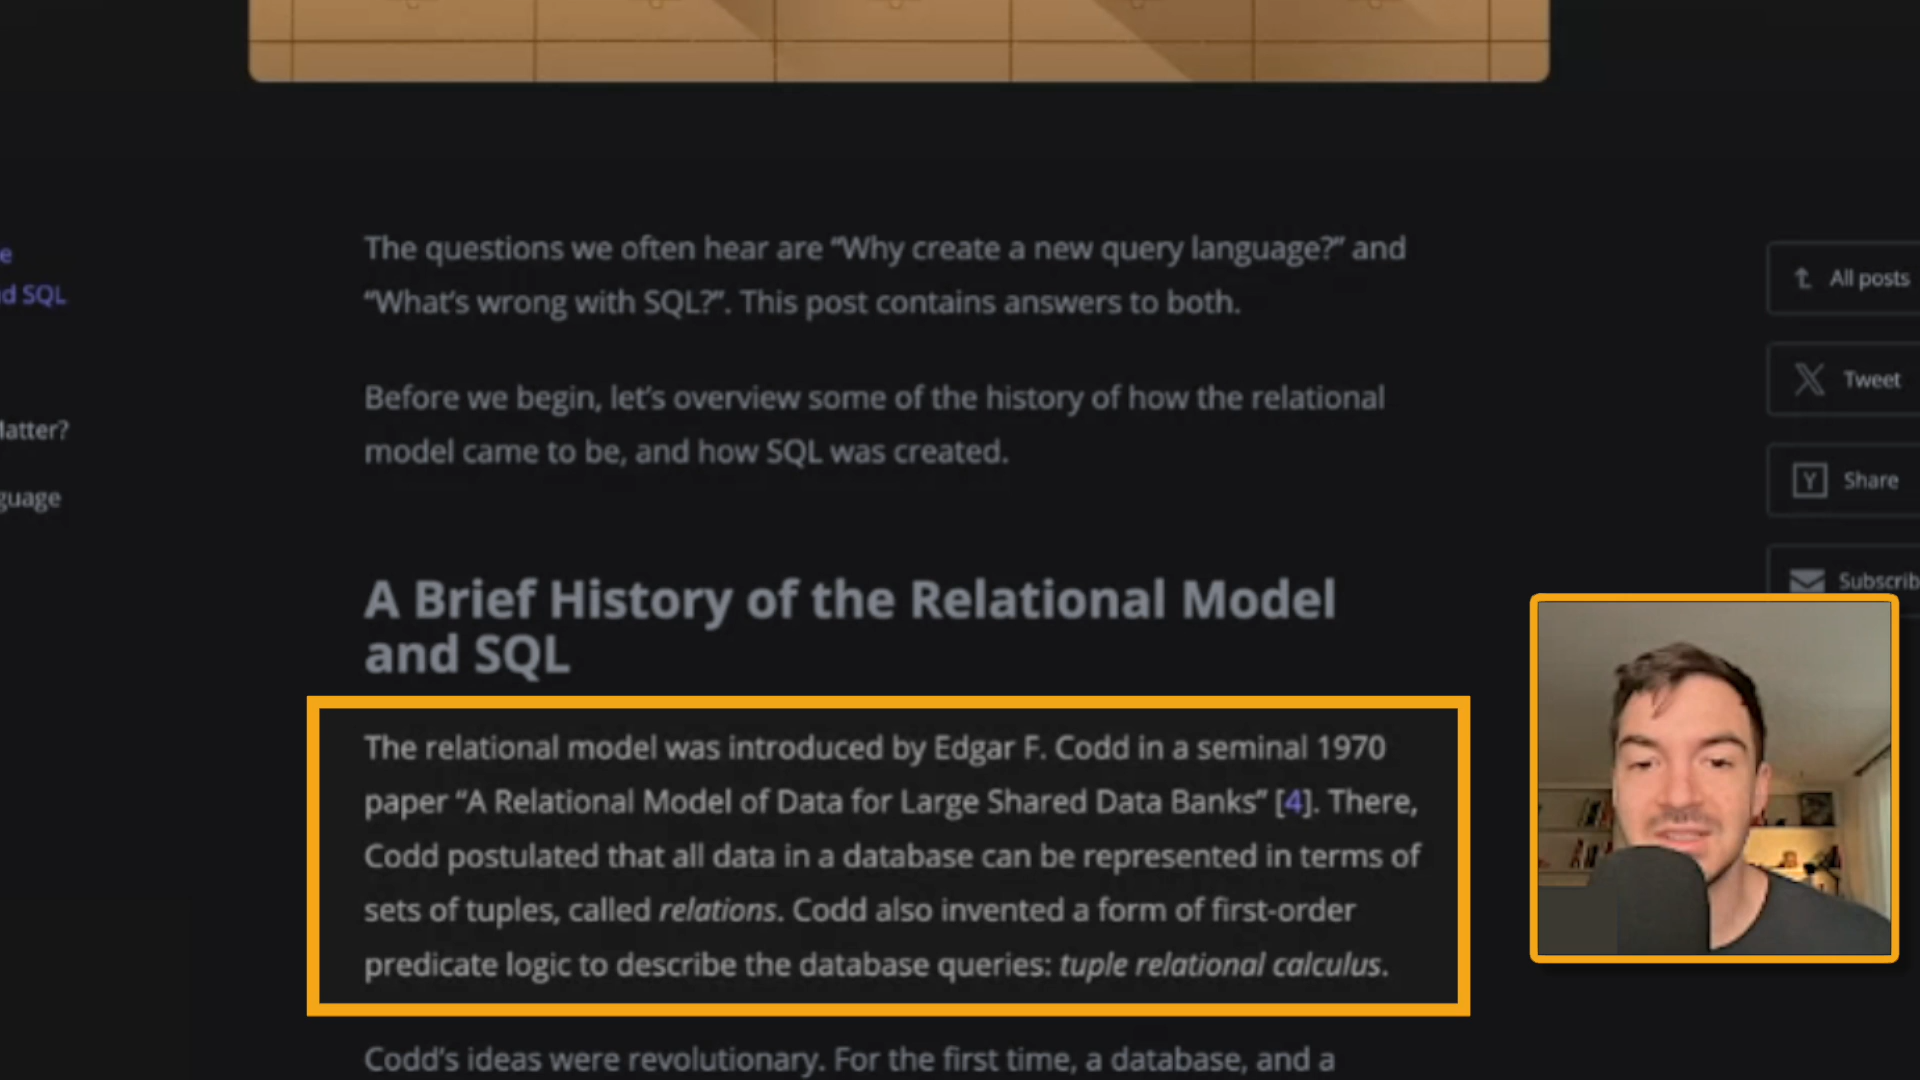 The questions we often hear are “Why create a new query language?” and
“What’s wrong with SQL?”. This post contains answers to both.
Before we begin, let’s overview some of the history of how the relational
model came to be, and how SQL was created.
A Brief History of the Relational Model
and SQL
The relational model was introduced by Edgar F. Codd in a seminal 1970
paper “A Relational Model of Data for Large Shared Data Banks” [4]. There,
Codd postulated that all data in a database can be represented in terms of
sets of tuples, called relations. Codd also invented a form of first-order
predicate logic to describe the database queries: tuple relational calculus.
Codd’s ideas were revolutionary. For the first time, a database, and a
SQL
All posts
Tweet
Y Share